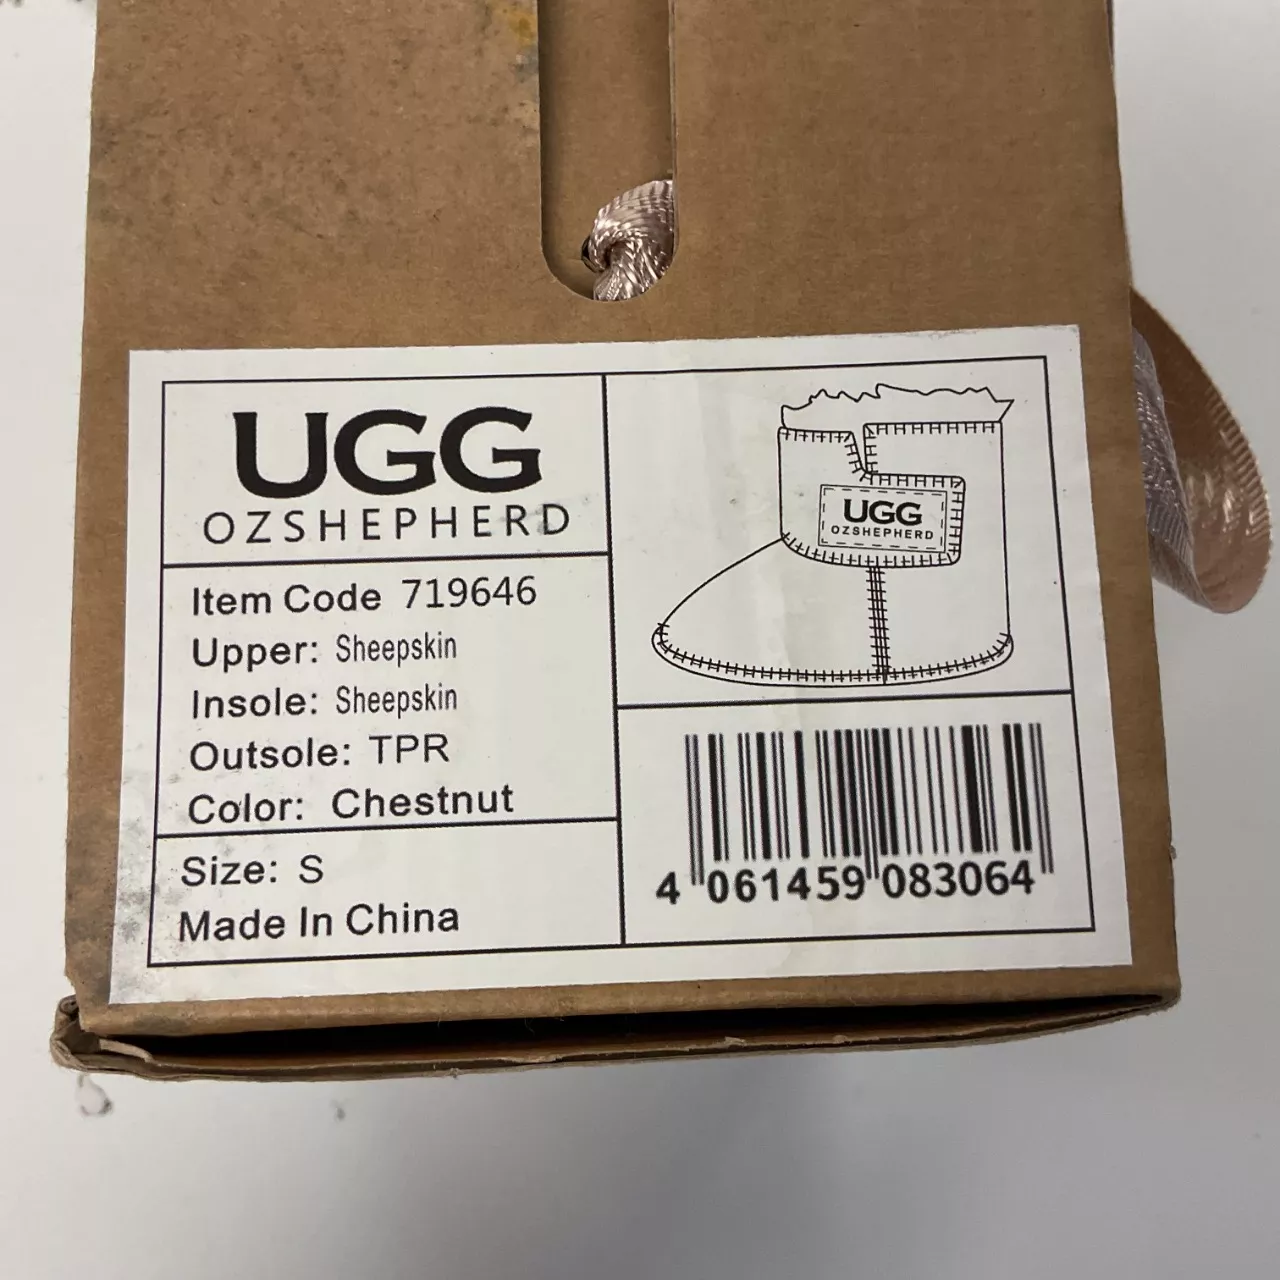 UGG
OZSHEPHERD
Item Code 719646
Upper: Sheepskin
Insole: Sheepskin
Outsole: TPR
Color: Chestnut
Size: S
Made In China
UGG
OZSHEPHERD
4 061459 083064